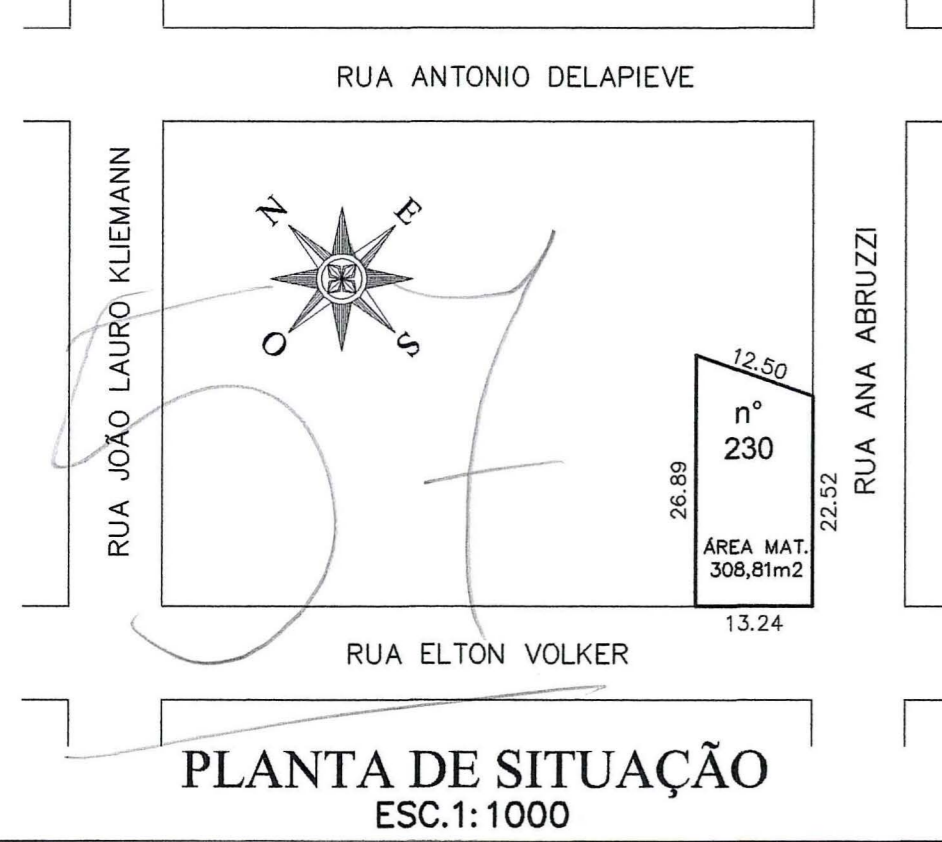 RUA ANTONIO DELAPIEVE
RUA JOÃO LAURO KLIEMANN
N
E
O
S
RUA ANA ABRUZZI
12.50
n°
230
26.89
22.52
ÁREA MAT.
308,81m2
13.24
57
RUA ELTON VOLKER
PLANTA DE SITUAÇÃO
ESC.1:1000